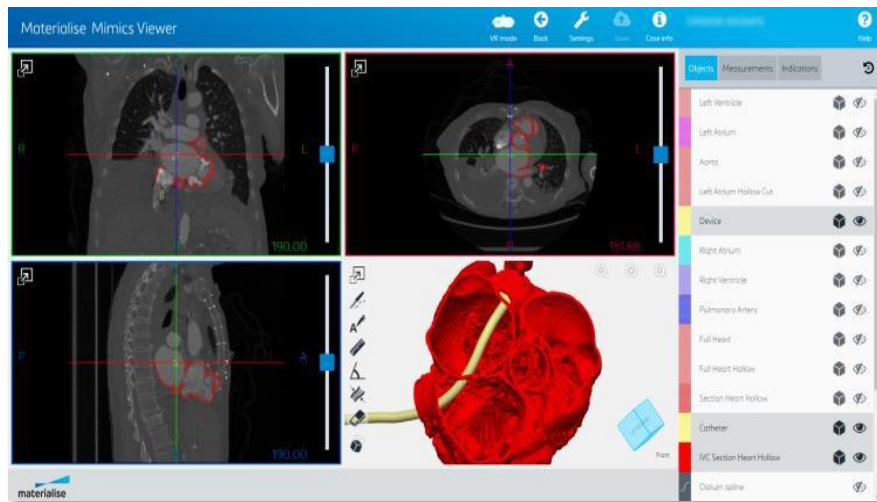 Materialise Mimics Viewer
VR mode
Back
Settings
Save
Case info
Help
R
L
190.00
A
R
L
151.66
P
A
190.00
A
Front
Objects
Measurements
Indications
Left Ventricle
Left Atrium
Aorta
Left Atrium Hollow Cut
Device
Right Atrium
Right Ventricle
Pulmonary Artery
Full Heart
Full Heart Hollow
Section Heart Hollow
Catheter
IVC Section Heart Hollow
Ostium spline
materialise